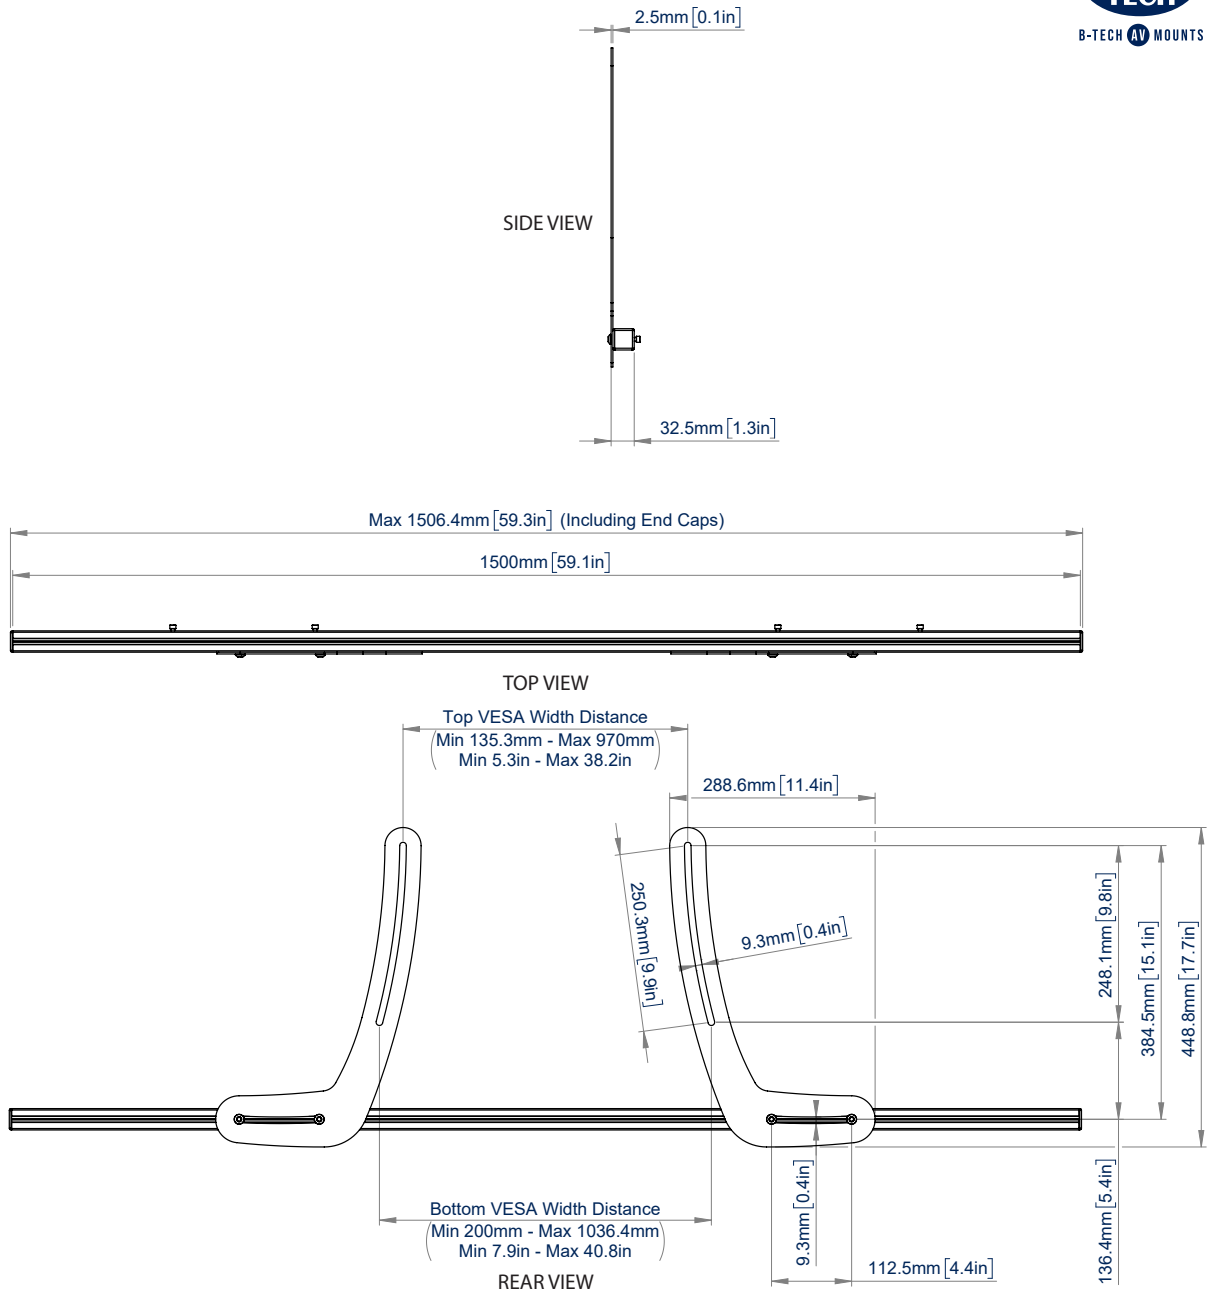 TECH
B-TECH AV MOUNTS
2.5mm[0.1in]
SIDE VIEW
32.5mm[1.3in]
Max 1506.4mm[59.3in] (Including End Caps)
1500mm[59.1in]
TOP VIEW
Top VESA Width Distance
(Min 135.3mm - Max 970mm
Min 5.3in - Max 38.2in)
288.6mm[11.4in]
250.3mm[9.9in]
9.3mm[0.4in]
248.1mm[9.8in]
384.5mm[15.1in]
448.8mm[17.7in]
136.4mm[5.4in]
9.3mm[0.4in]
112.5mm[4.4in]
Bottom VESA Width Distance
(Min 200mm - Max 1036.4mm
Min 7.9in - Max 40.8in)
REAR VIEW